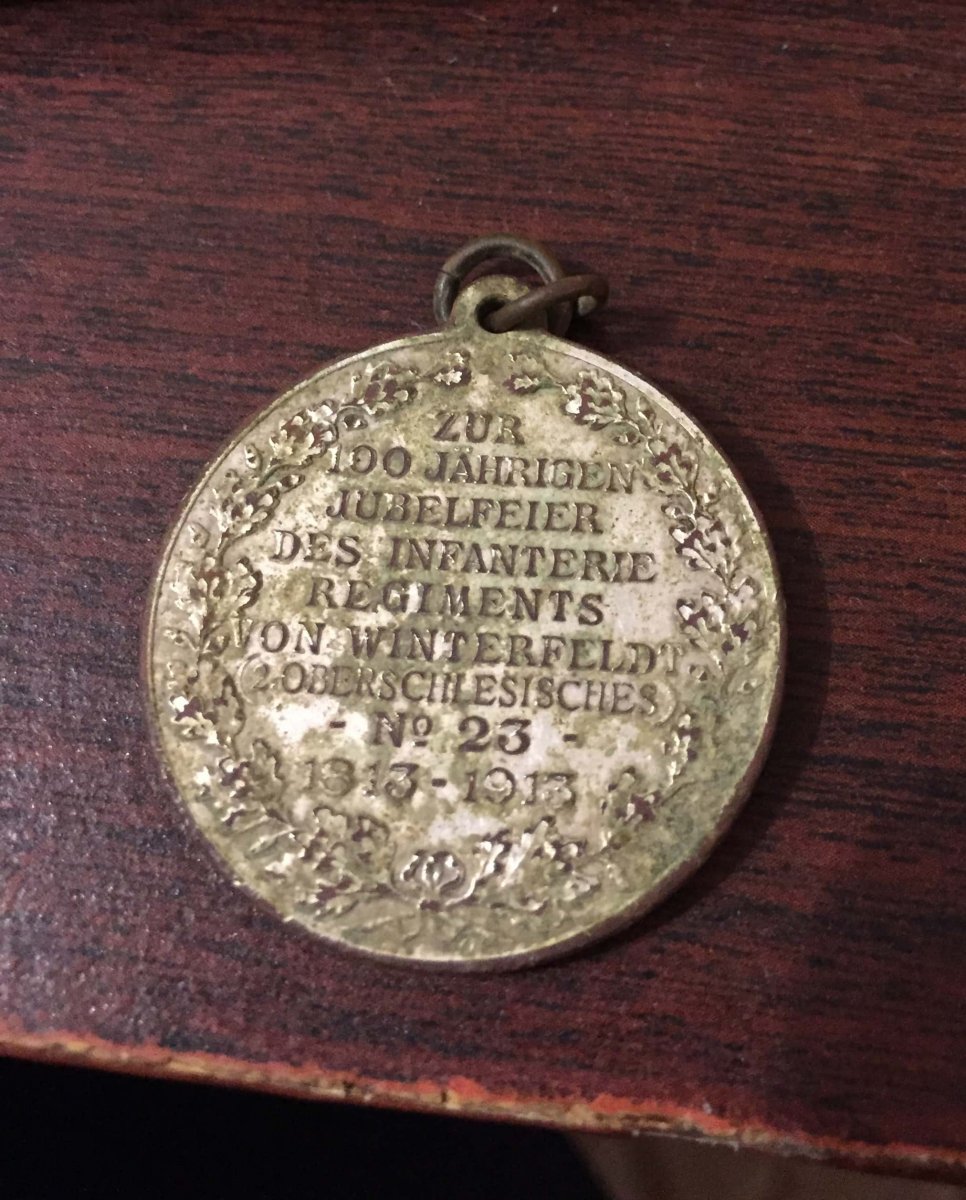 ZUR
100 JÄHRIGEN
JUBELFEIER
DES INFANTERIE
REGIMENTS
VON WINTERFELDT
(2. OBERSCHLESISCHES)
- Nº 23 -
1813-1913